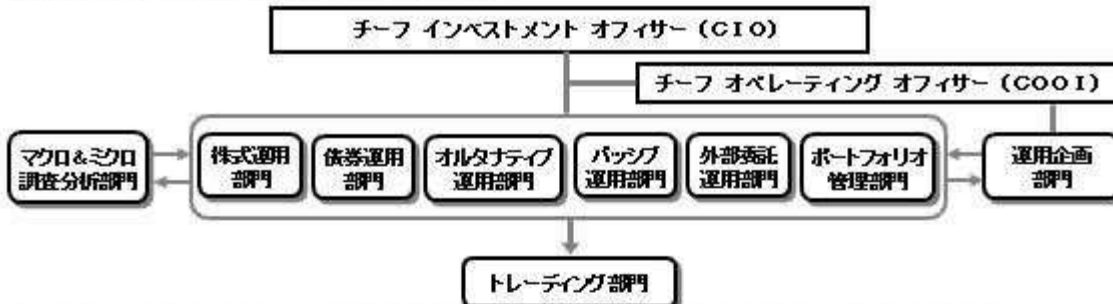 チーフ インベストメント オフィサー (CIO)
チーフ オペレーティング オフィサー (COOI)
マクロ&ミクロ
調査分析部門
株式運用
部門
債券運用
部門
オルタナティブ
運用部門
パッシブ
運用部門
外部委託
運用部門
ポートフォリオ
管理部門
運用企画
部門
トレーディング部門